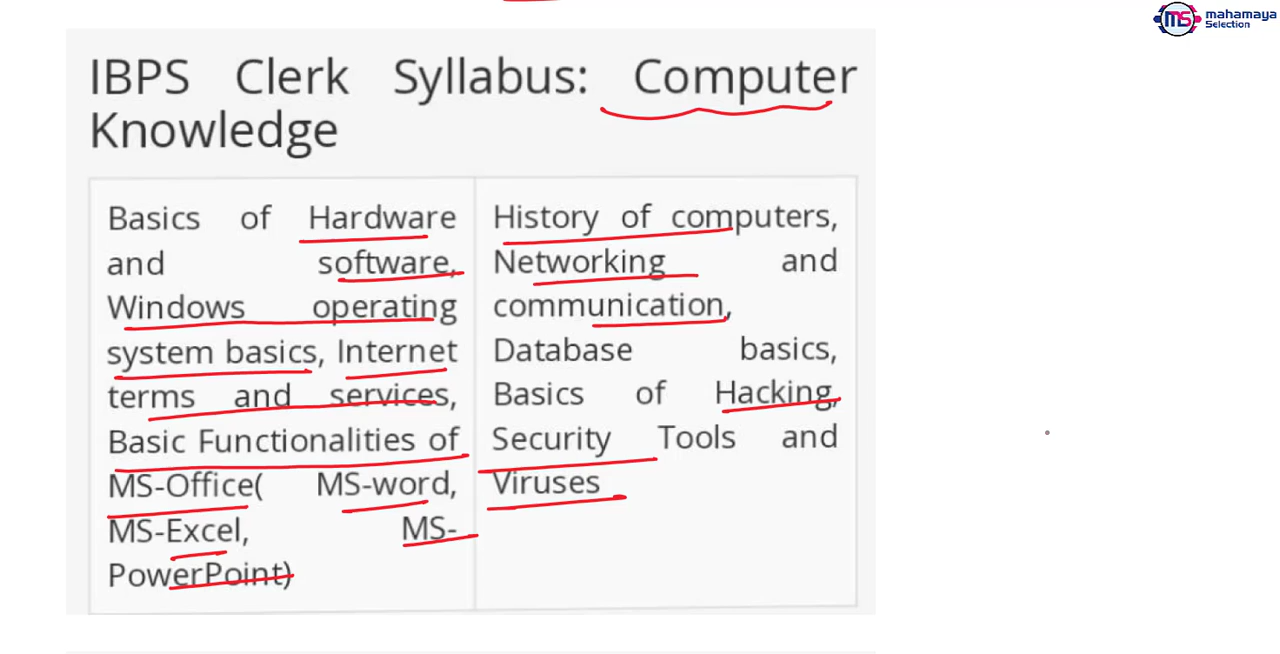 mahamaya
Selection
IBPS Clerk Syllabus: Computer
Knowledge
Basics of Hardware
and software,
Windows operating
system basics, Internet
terms and services,
Basic Functionalities of
MS-Office( MS-word,
MS-Excel, MS-
PowerPoint)
History of computers,
Networking and
communication,
Database basics,
Basics of Hacking,
Security Tools and
Viruses